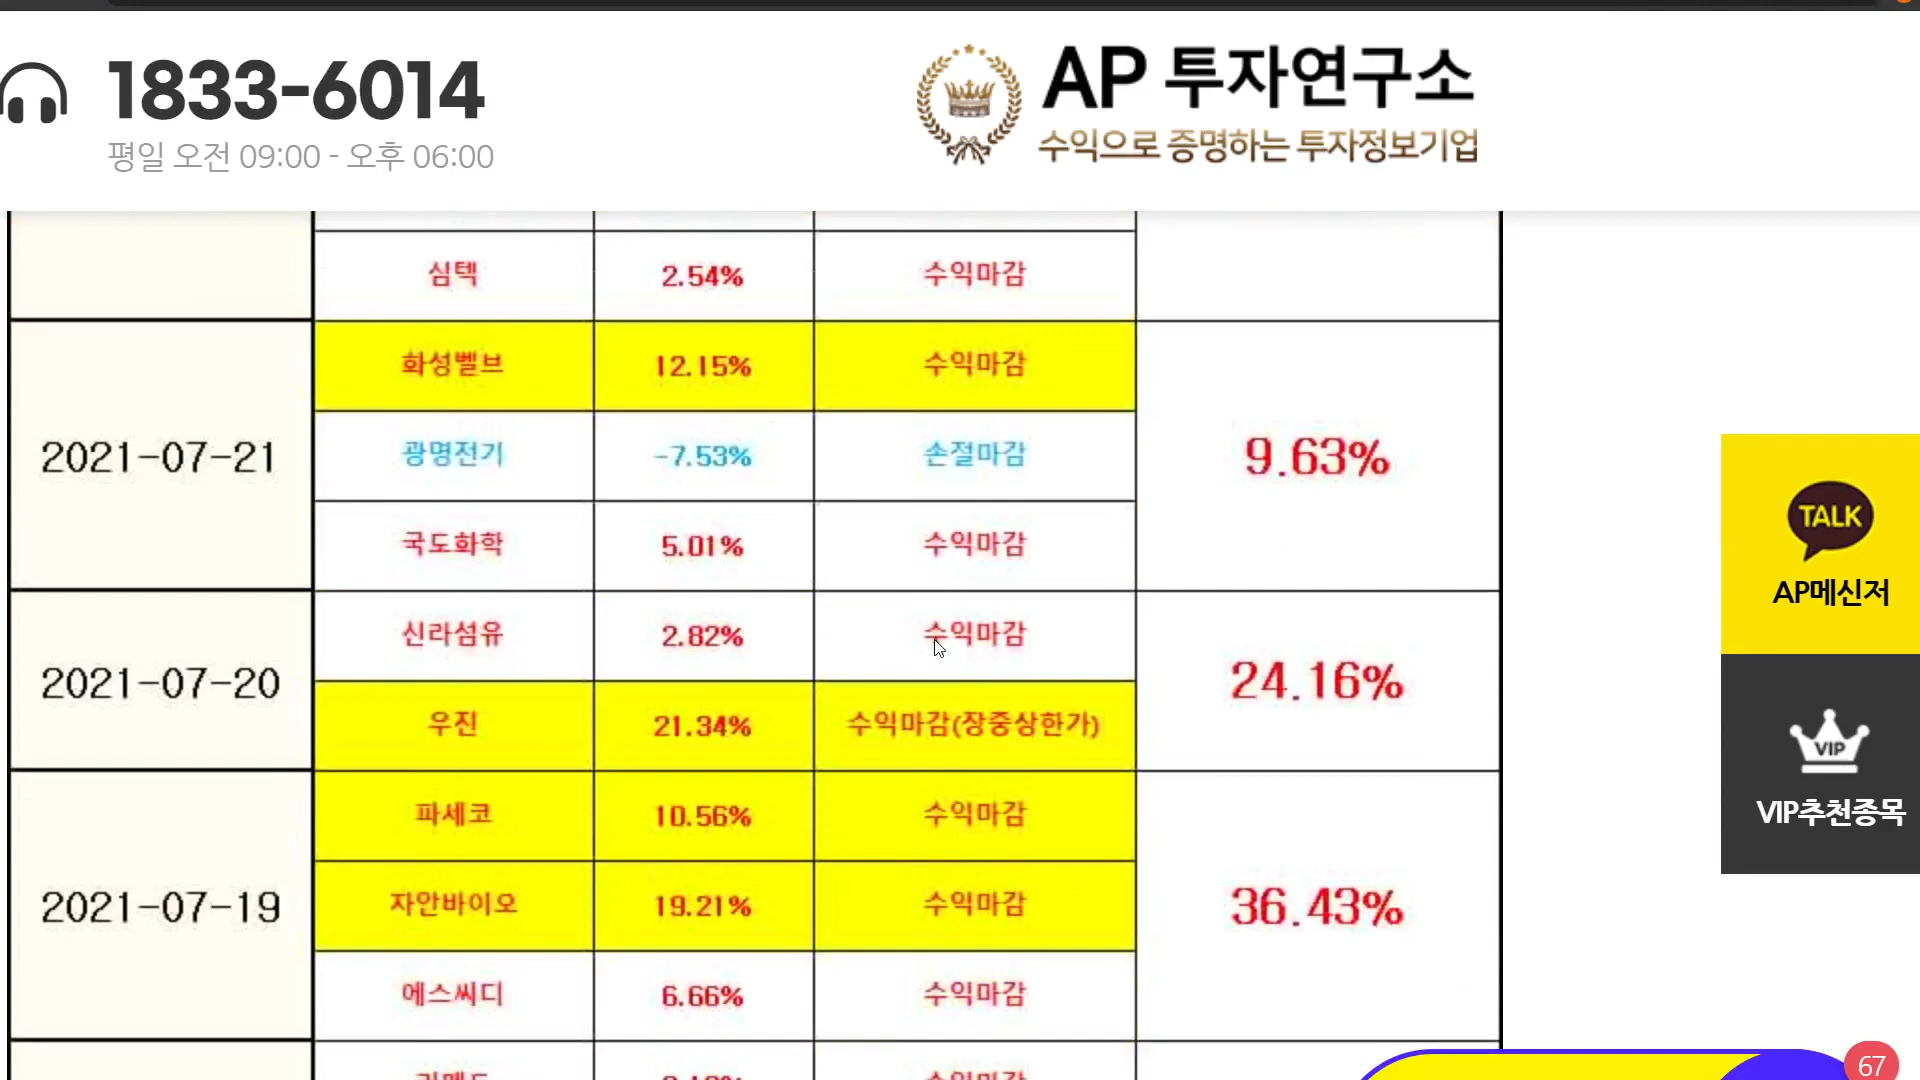 1833-6014
평일 오전 09:00 - 오후 06:00
AP 투자연구소
수익으로 증명하는 투자정보기업
심텍 2.54% 수익마감
화성벨브 12.15% 수익마감
2021-07-21 광명전기 -7.53% 손절마감 9.63%
국도화학 5.01% 수익마감
신라섬유 2.82% 수익마감
2021-07-20 24.16%
우진 21.34% 수익마감(장중상한가)
파세코 10.56% 수익마감
2021-07-19 자안바이오 19.21% 수익마감 36.43%
에스씨디 6.66% 수익마감
TALK
AP메신저
VIP
VIP추천종목
67